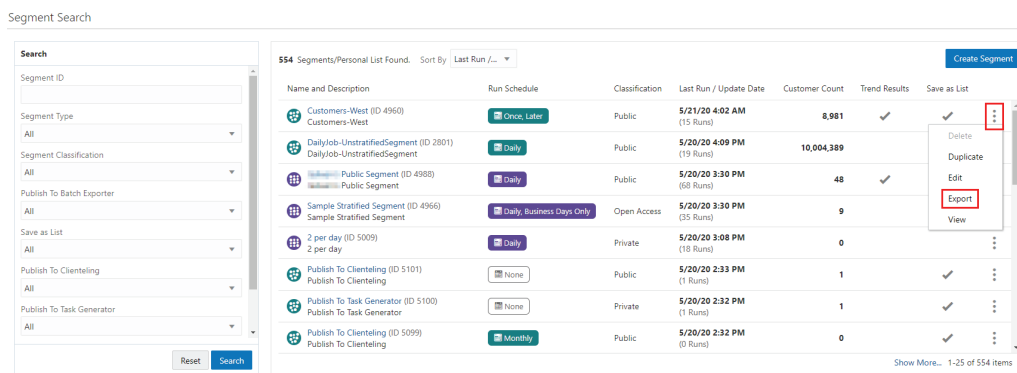 Segment Search
Search
Segment ID
Segment Type
All
Segment Classification
All
Publish To Batch Exporter
All
Save as List
All
Publish To Clienteling
All
Publish To Task Generator
All
Reset Search
554 Segments/Personal List Found. Sort By Last Run /...
Create Segment
Name and Description Run Schedule Classification Last Run / Update Date Customer Count Trend Results Save as List
Customers-West (ID 4960)
Customers-West
Once, Later Public
5/21/20 4:02 AM
(15 Runs)
8,981
DailyJob-UnstratifiedSegment (ID 2801)
DailyJob-UnstratifiedSegment
Daily Public
5/20/20 4:09 PM
(19 Runs)
10,004,389
Public Segment (ID 4988)
Public Segment
Daily Public
5/20/20 3:30 PM
(68 Runs)
48
Sample Stratified Segment (ID 4966)
Sample Stratified Segment
Daily, Business Days Only Open Access
5/20/20 3:30 PM
(35 Runs)
9
2 per day (ID 5009)
2 per day
Daily Private
5/20/20 3:08 PM
(18 Runs)
0
Publish To Clienteling (ID 5101)
Publish To Clienteling
None Public
5/20/20 2:33 PM
(1 Runs)
1
Publish To Task Generator (ID 5100)
Publish To Task Generator
None Private
5/20/20 2:32 PM
(1 Runs)
1
Publish To Clienteling (ID 5099)
Publish To Clienteling
Monthly Public
5/20/20 2:32 PM
(0 Runs)
0
Delete
Duplicate
Edit
Export
View
Show More... 1-25 of 554 items